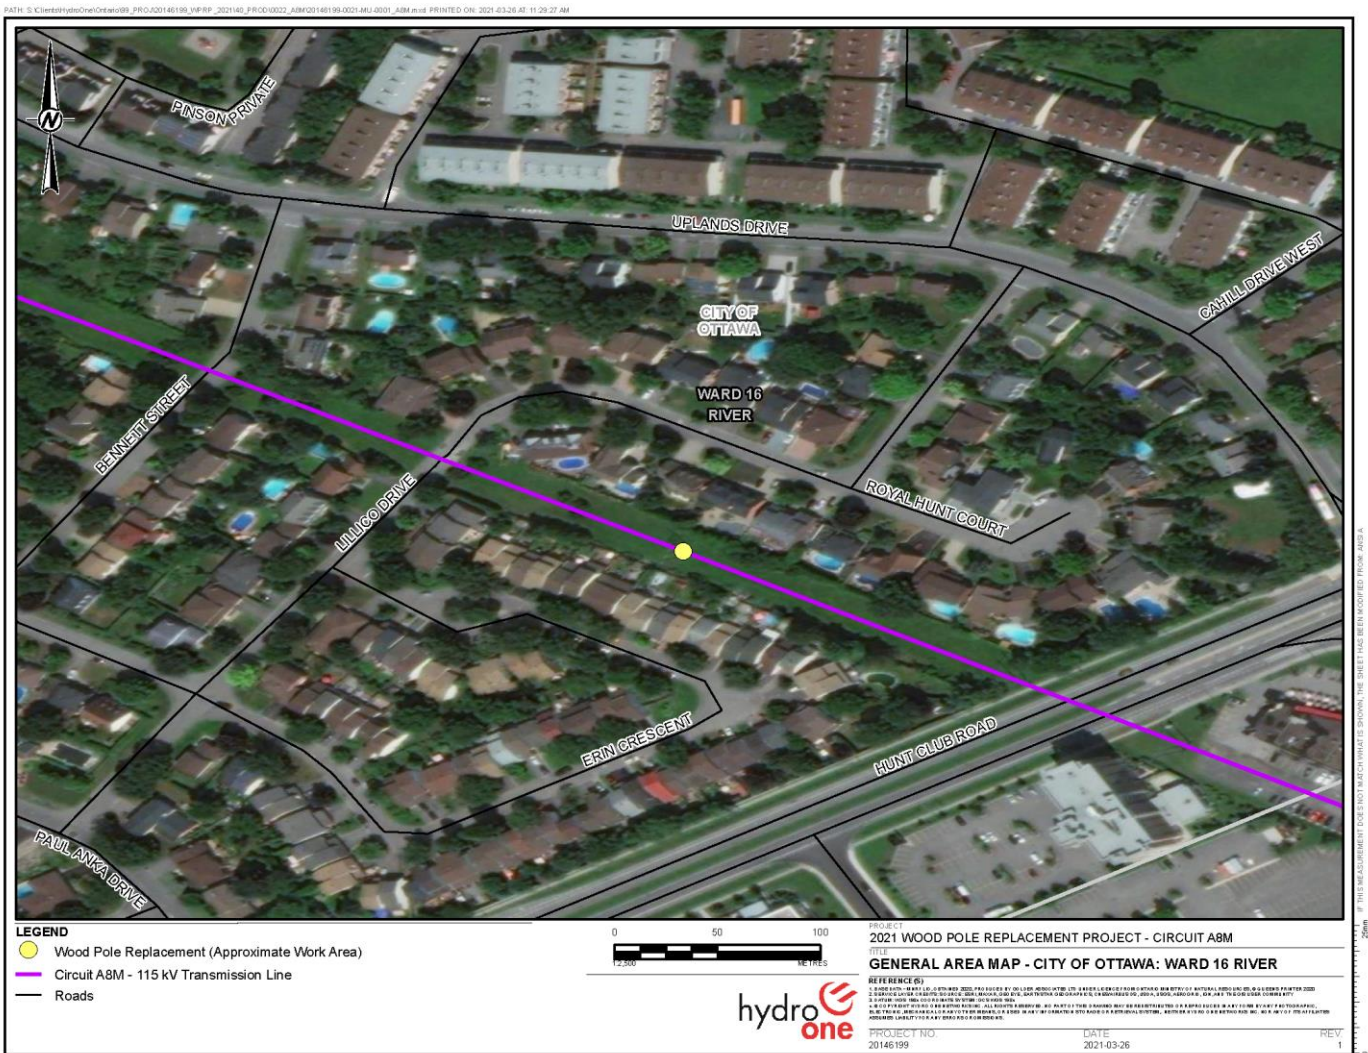 PINSON PRIVATE
UPLANDS DRIVE
CAHILL DRIVE WEST
CITY OF
OTTAWA
WARD 16
RIVER
BENNETT STREET
LILLICO DRIVE
ROYAL HUNT COURT
ERIN CRESCENT
HUNT CLUB ROAD
PAUL ANKA DRIVE
N
LEGEND
Wood Pole Replacement (Approximate Work Area)
Circuit A8M - 115 kV Transmission Line
Roads
0 50 100
1:2,500 METRES
hydro
one
PROJECT
2021 WOOD POLE REPLACEMENT PROJECT - CIRCUIT A8M
TITLE
GENERAL AREA MAP - CITY OF OTTAWA: WARD 16 RIVER
REFERENCE(S)
PROJECT NO. DATE REV.
20146199 2021-03-26 1
25mm